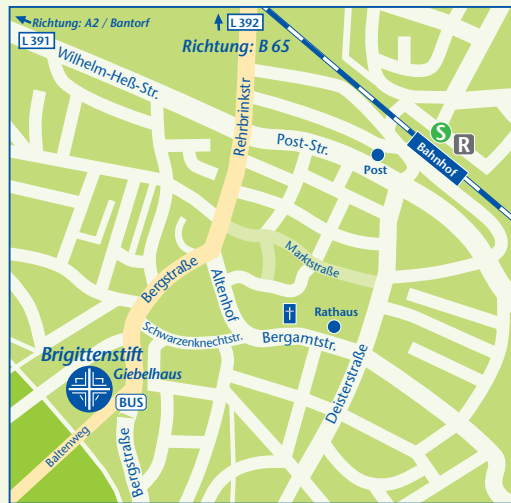 Richtung: A2 / Bantorf
L 391
L 392
Richtung: B 65
Wilhelm-Heß-Str.
Rehrbrinkstr
Post-Str.
Post
S
R
Bahnhof
Marktstraße
Bergstraße
Altenhof
Schwarzenknechtstr.
Rathaus
Bergamtstr.
Deisterstraße
Brigittenstift
Giebelhaus
BUS
Baltenweg
Bergstraße